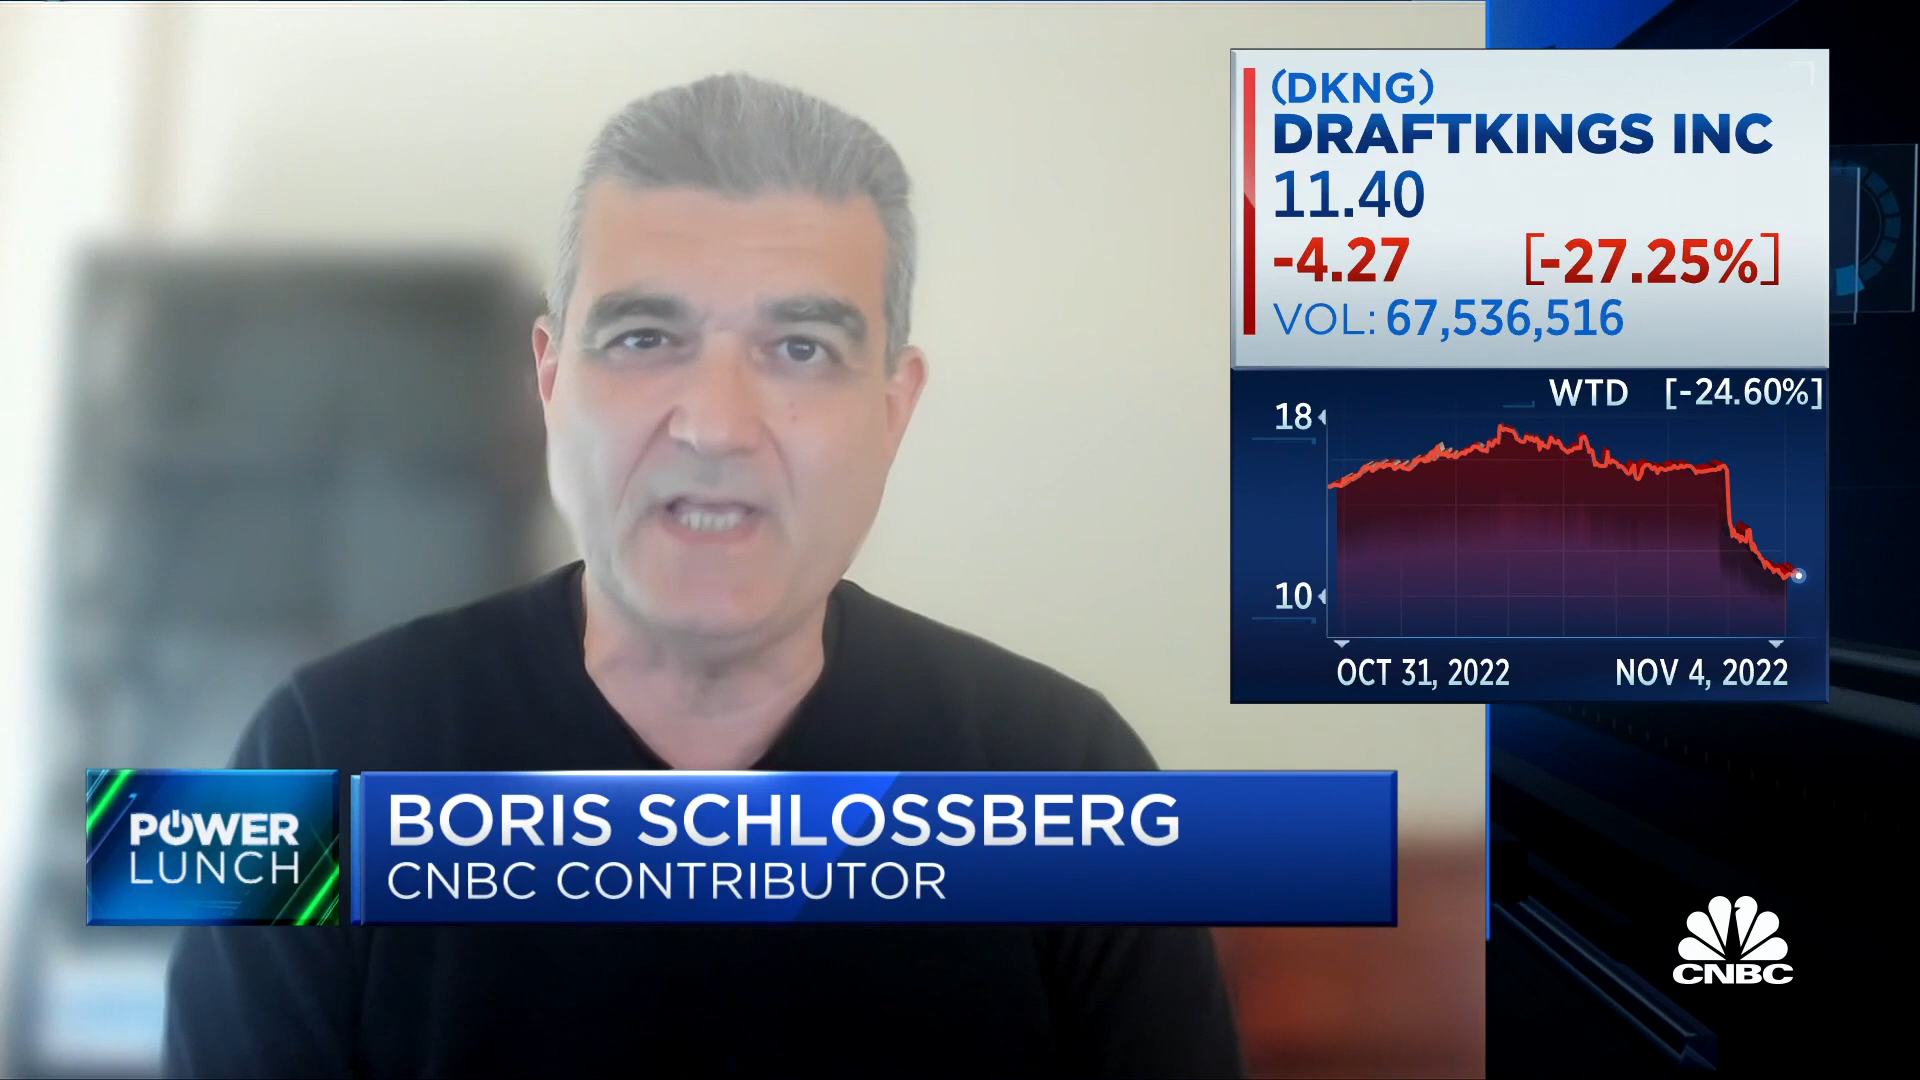 (DKNG)
DRAFTKINGS INC
11.40
-4.27 [-27.25%]
VOL: 67,536,516
WTD [-24.60%]
18
10
OCT 31, 2022 NOV 4, 2022
POWER
LUNCH
BORIS SCHLOSSBERG
CNBC CONTRIBUTOR
CNBC